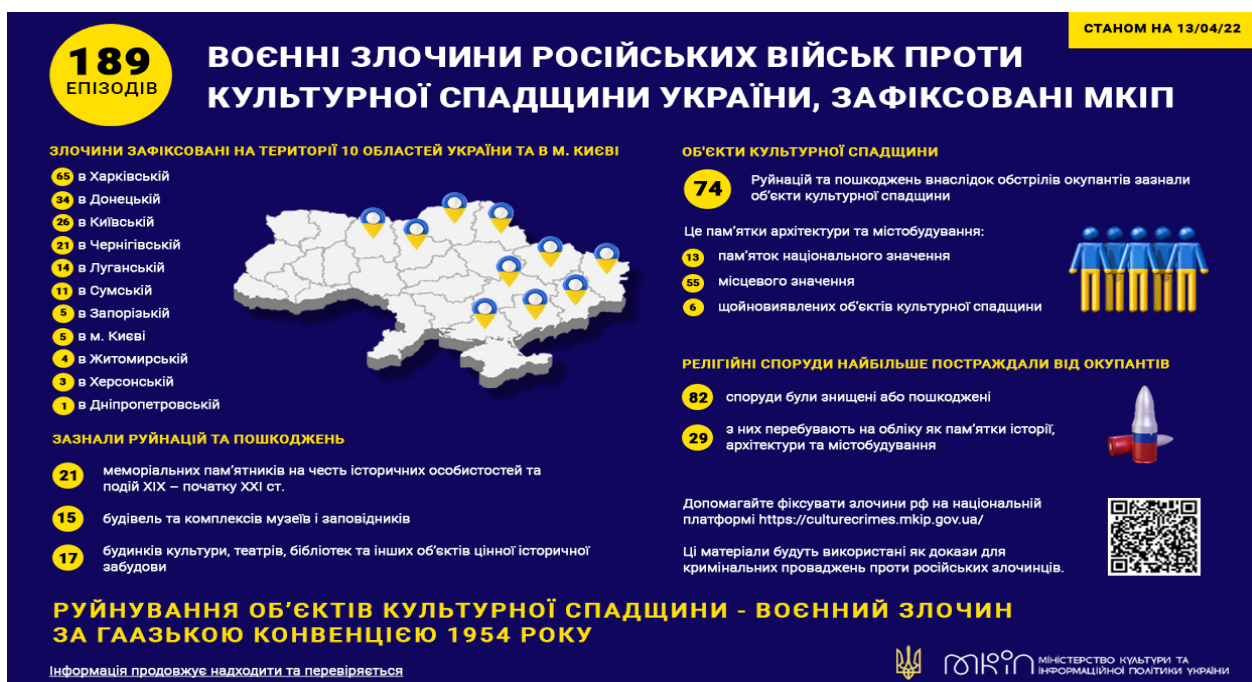 СТАНОМ НА 13/04/22
189
ЕПІЗОДІВ
ВОЄННІ ЗЛОЧИНИ РОСІЙСЬКИХ ВІЙСЬК ПРОТИ
КУЛЬТУРНОЇ СПАДЩИНИ УКРАЇНИ, ЗАФІКСОВАНІ МКІП
ЗЛОЧИНИ ЗАФІКСОВАНІ НА ТЕРИТОРІЇ 10 ОБЛАСТЕЙ УКРАЇНИ ТА В М. КИЄВІ
65 в Харківській
34 в Донецькій
26 в Київській
21 в Чернігівській
14 в Луганській
11 в Сумській
5 в Запорізькій
5 в м. Києві
4 в Житомирській
3 в Херсонській
1 в Дніпропетровській
ЗАЗНАЛИ РУЙНАЦІЙ ТА ПОШКОДЖЕНЬ
21 меморіальних пам’ятників на честь історичних особистостей та
подій ХІХ – початку ХХІ ст.
15 будівель та комплексів музеїв і заповідників
17 будинків культури, театрів, бібліотек та інших об’єктів цінної історичної
забудови
ОБ'ЄКТИ КУЛЬТУРНОЇ СПАДЩИНИ
74 Руйнацій та пошкоджень внаслідок обстрілів окупантів зазнали
об’єкти культурної спадщини
Це пам’ятки архітектури та містобудування:
13 пам’яток національного значення
55 місцевого значення
6 щойновиявлених об’єктів культурної спадщини
РЕЛІГІЙНІ СПОРУДИ НАЙБІЛЬШЕ ПОСТРАЖДАЛИ ВІД ОКУПАНТІВ
82 споруди були знищені або пошкоджені
29 з них перебувають на обліку як пам’ятки історії,
архітектури та містобудування
Допомагайте фіксувати злочини рф на національній
платформі https://culturecrimes.mkip.gov.ua/
Ці матеріали будуть використані як докази для
кримінальних проваджень проти російських злочинців.
РУЙНУВАННЯ ОБ’ЄКТІВ КУЛЬТУРНОЇ СПАДЩИНИ - ВОЄННИЙ ЗЛОЧИН
ЗА ГААЗЬКОЮ КОНВЕНЦІЄЮ 1954 РОКУ
Інформація продовжує надходити та перевіряється
МКІП
МІНІСТЕРСТВО КУЛЬТУРИ ТА
ІНФОРМАЦІЙНОЇ ПОЛІТИКИ УКРАЇНИ